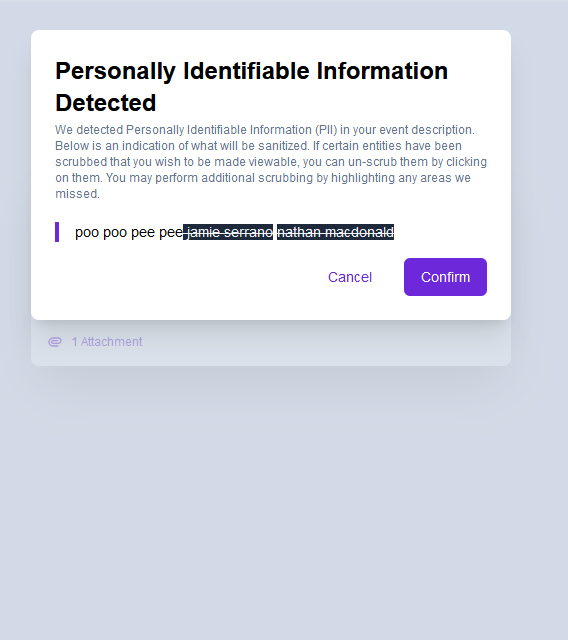 Personally Identifiable Information
Detected
We detected Personally Identifiable Information (PII) in your event description.
Below is an indication of what will be sanitized. If certain entities have been
scrubbed that you wish to be made viewable, you can un-scrub them by clicking
on them. You may perform additional scrubbing by highlighting any areas we
missed.
poo poo pee pee jamie serrano nathan macdonald
Cancel
Confirm
1 Attachment